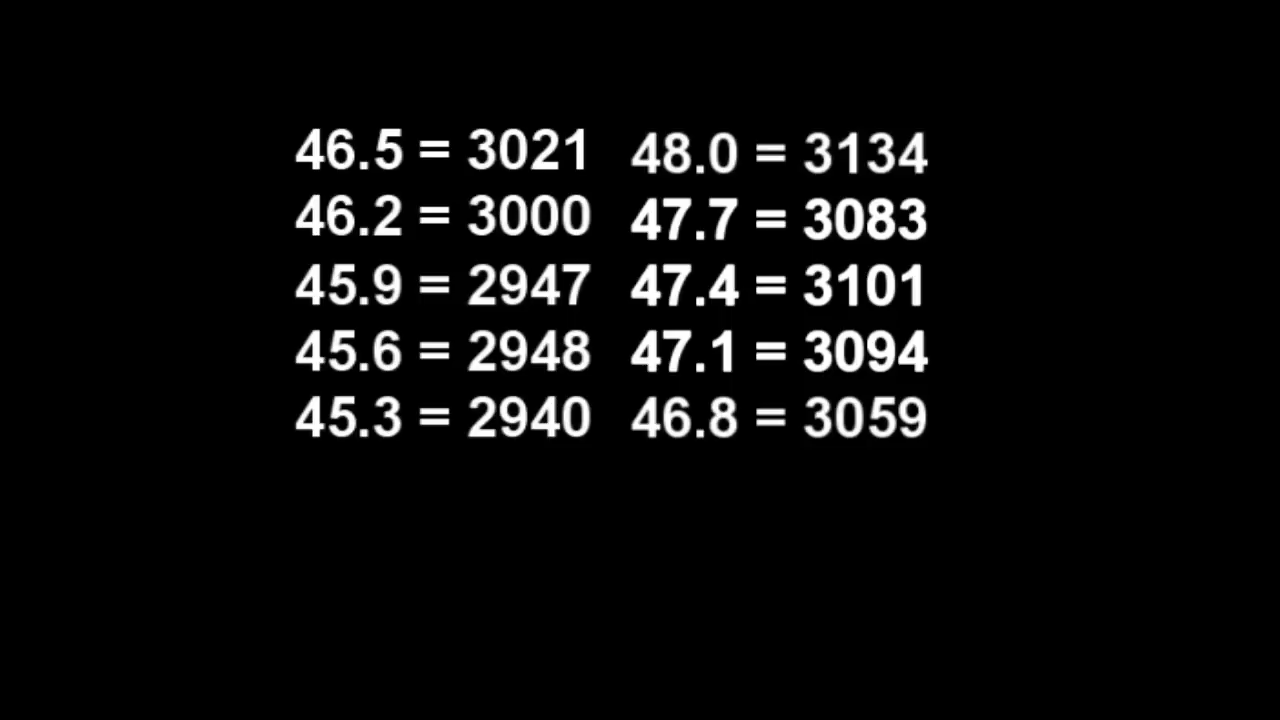 46.5 = 3021
46.2 = 3000
45.9 = 2947
45.6 = 2948
45.3 = 2940
48.0 = 3134
47.7 = 3083
47.4 = 3101
47.1 = 3094
46.8 = 3059